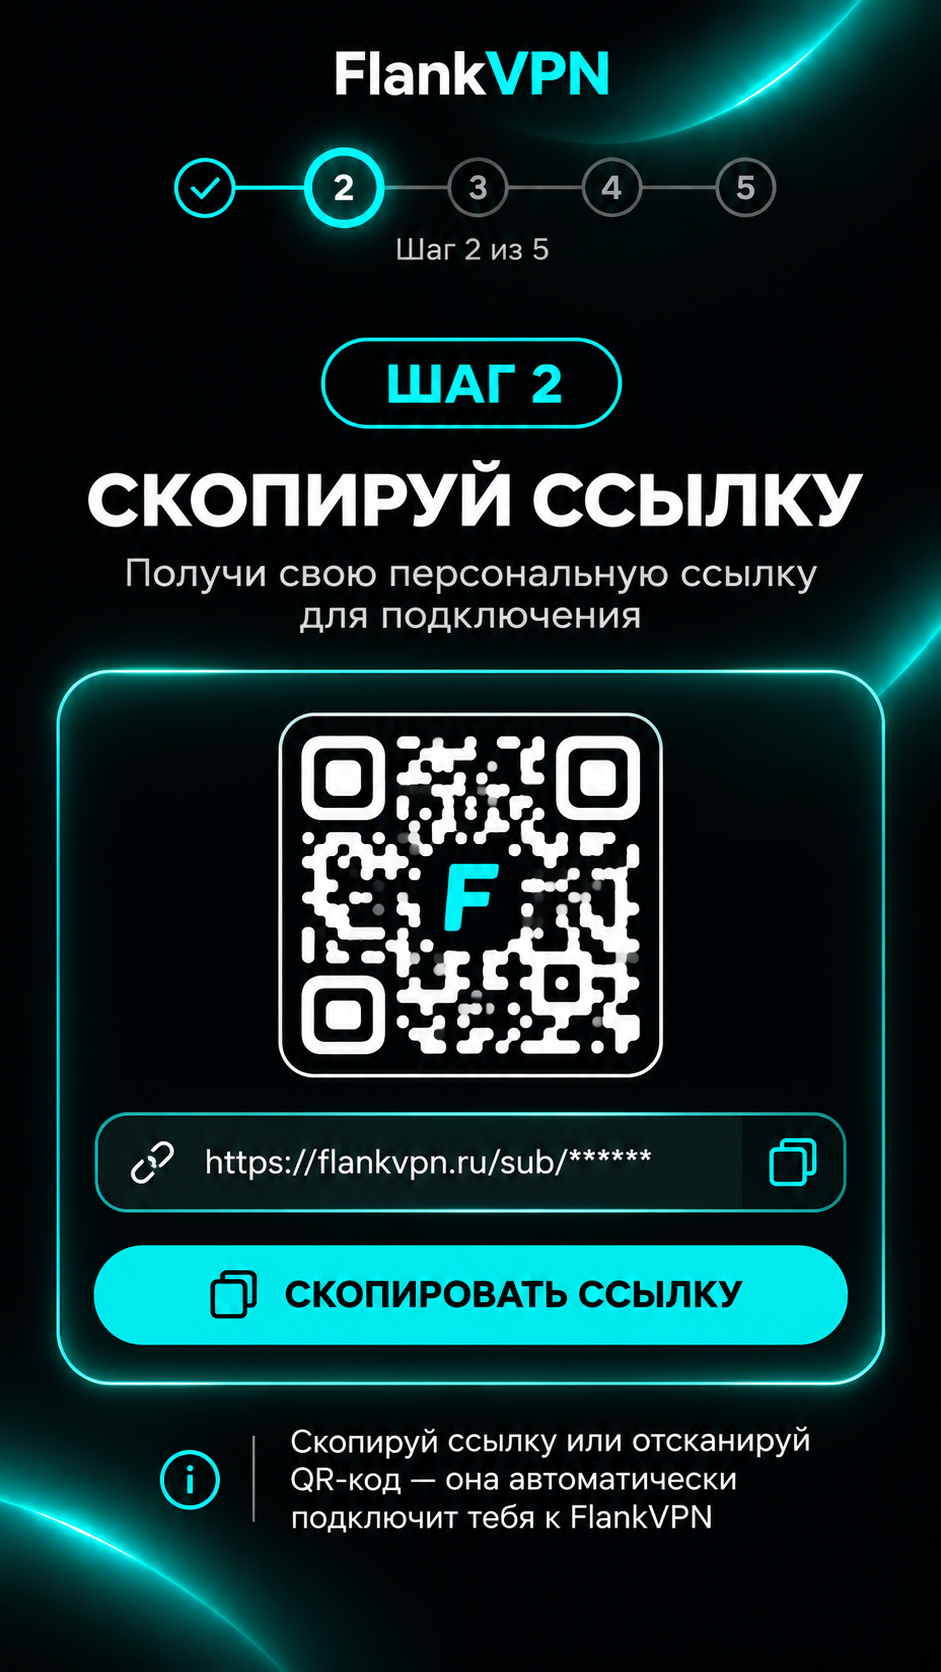 FlankVPN
2 3 4 5
Шаг 2 из 5
ШАГ 2
СКОПИРУЙ ССЫЛКУ
Получи свою персональную ссылку
для подключения
F
https://flankvpn.ru/sub/******
СКОПИРОВАТЬ ССЫЛКУ
Скопируй ссылку или отсканируй
QR-код — она автоматически
подключит тебя к FlankVPN